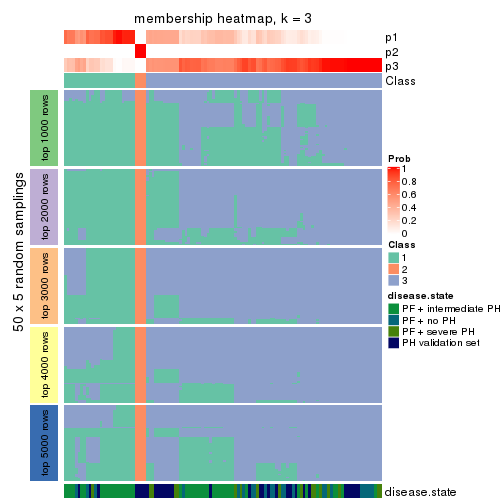 membership heatmap, k = 3
p1
p2
p3
Class
50 x 5 random samplings
top 1000 rows
top 2000 rows
top 3000 rows
top 4000 rows
top 5000 rows
Prob
1
0.8
0.6
0.4
0.2
0
Class
1
2
3
disease.state
PF + intermediate PH
PF + no PH
PF + severe PH
PH validation set
disease.state